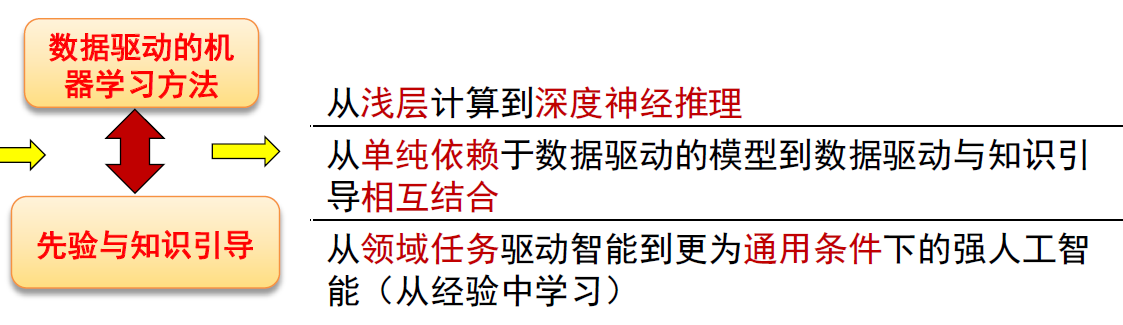 数据驱动的机
器学习方法
先验与知识引导
从浅层计算到深度神经推理
从单纯依赖于数据驱动的模型到数据驱动与知识引
导相互结合
从领域任务驱动智能到更为通用条件下的强人工智
能（从经验中学习）